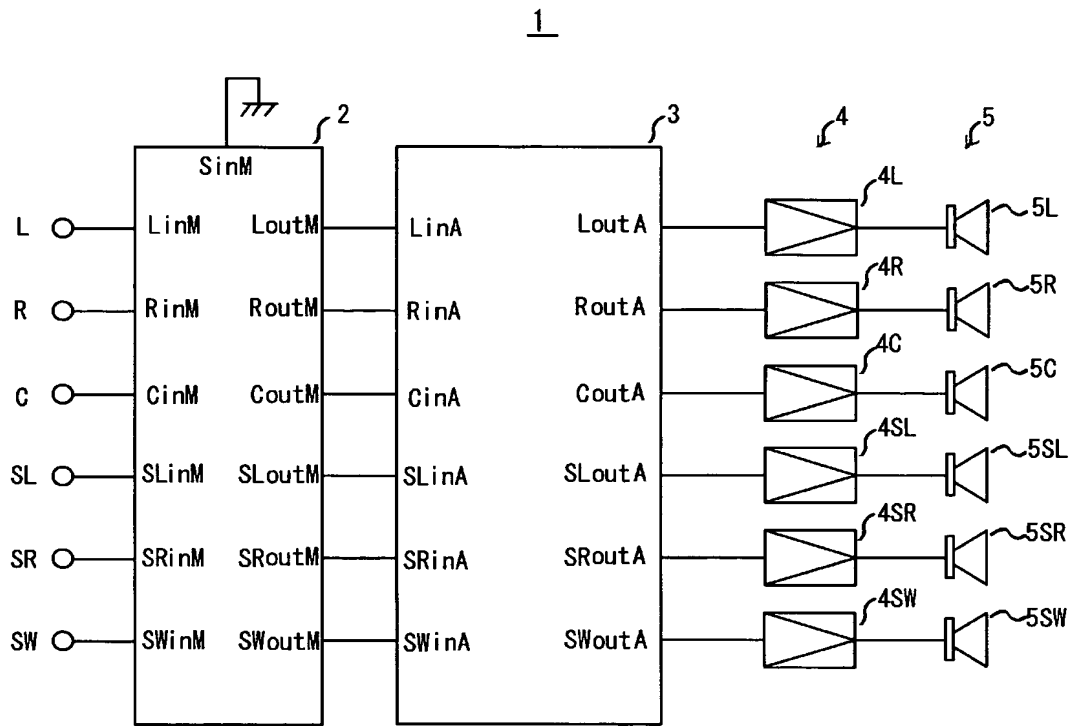 1
2 3 4 5
SinM
L LinM LoutM LinA LoutA 4L 5L
R RinM RoutM RinA RoutA 4R 5R
C CinM CoutM CinA CoutA 4C 5C
SL SLinM SLoutM SLinA SLoutA 4SL 5SL
SR SRinM SRoutM SRinA SRoutA 4SR 5SR
SW SWinM SWoutM SWinA SWoutA 4SW 5SW